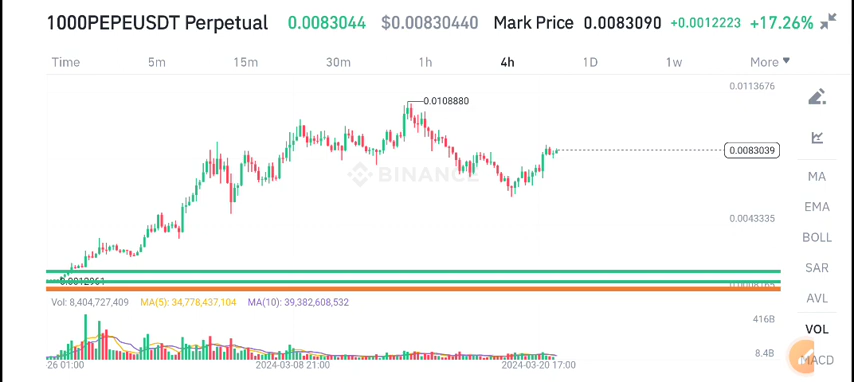 1000PEPEUSDT Perpetual 0.0083044 $0.00830440 Mark Price 0.0083090 +0.0012223 +17.26%
Time 5m 15m 30m 1h 4h 1D 1w More
0.0113676
0.0108880
0.0083039
BINANCE
MA
EMA
0.0043335
BOLL
SAR
0.0012961
AVL
Vol: 8,404,727,409 MA(5): 34,778,437,104 MA(10): 39,382,608,532
416B
VOL
8.4B
MACD
26 01:00 2024-03-08 21:00 2024-03-20 17:00